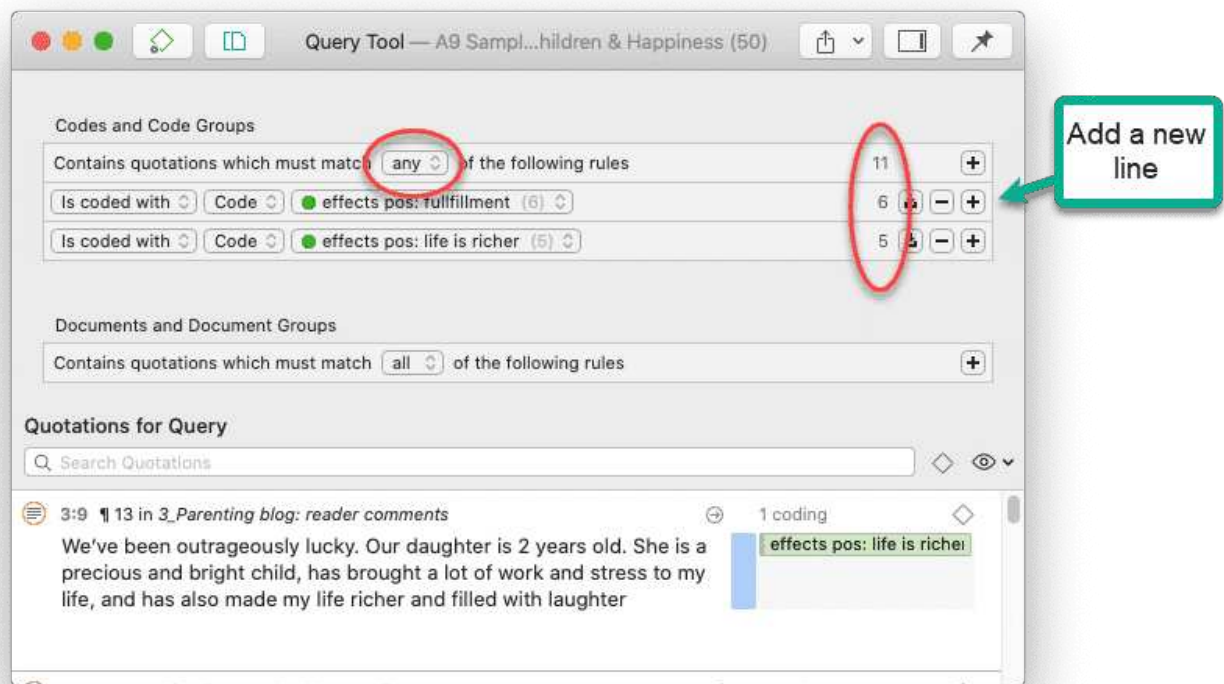 Query Tool — A9 Sampl...hildren & Happiness (50)
Add a new
line
Codes and Code Groups
Contains quotations which must match any of the following rules 11
Is coded with Code effects pos: fullfillment (6) 6
Is coded with Code effects pos: life is richer (5) 5
Documents and Document Groups
Contains quotations which must match all of the following rules
Quotations for Query
Search Quotations
3:9 ¶ 13 in 3_Parenting blog: reader comments 1 coding
We've been outrageously lucky. Our daughter is 2 years old. She is a
effects pos: life is richer
precious and bright child, has brought a lot of work and stress to my
life, and has also made my life richer and filled with laughter